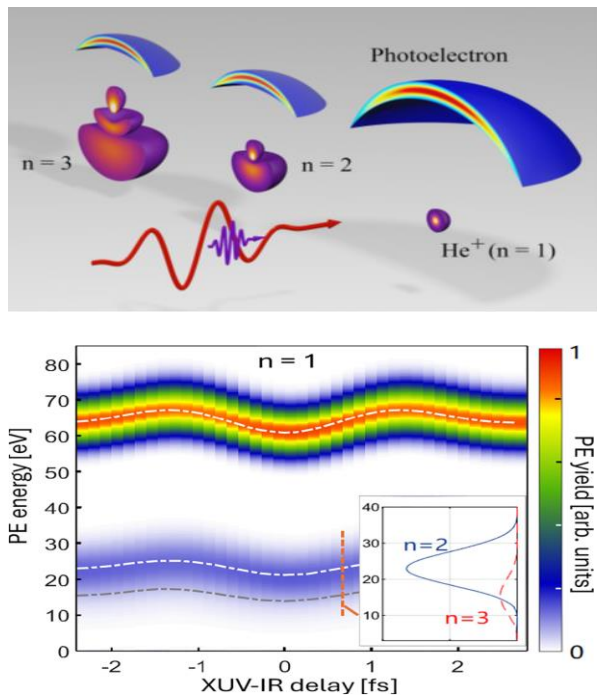 Photoelectron
n = 3
n = 2
He⁺ (n = 1)
n = 1
PE energy [eV]
80
70
60
50
40
30
20
10
0
-2
-1
0
1
2
XUV-IR delay [fs]
40
30
20
10
n=2
n=3
1
0
PE yield [arb. units]